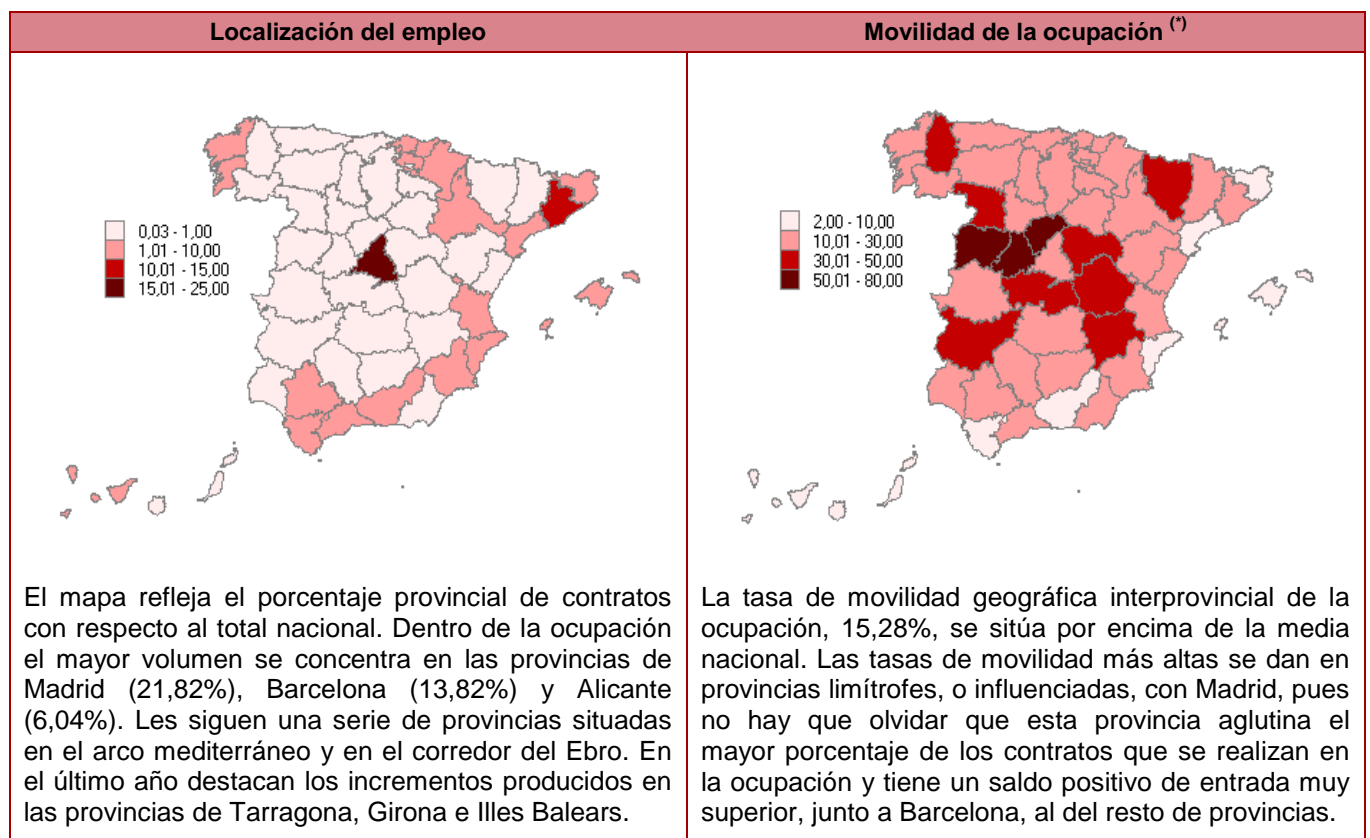 Localización del empleo
Movilidad de la ocupación (*)
0,03 - 1,00
1,01 - 10,00
10,01 - 15,00
15,01 - 25,00
2,00 - 10,00
10,01 - 30,00
30,01 - 50,00
50,01 - 80,00
El mapa refleja el porcentaje provincial de contratos
con respecto al total nacional. Dentro de la ocupación
el mayor volumen se concentra en las provincias de
Madrid (21,82%), Barcelona (13,82%) y Alicante
(6,04%). Les siguen una serie de provincias situadas
en el arco mediterráneo y en el corredor del Ebro. En
el último año destacan los incrementos producidos en
las provincias de Tarragona, Girona e Illes Balears.
La tasa de movilidad geográfica interprovincial de la
ocupación, 15,28%, se sitúa por encima de la media
nacional. Las tasas de movilidad más altas se dan en
provincias limítrofes, o influenciadas, con Madrid, pues
no hay que olvidar que esta provincia aglutina el
mayor porcentaje de los contratos que se realizan en
la ocupación y tiene un saldo positivo de entrada muy
superior, junto a Barcelona, al del resto de provincias.